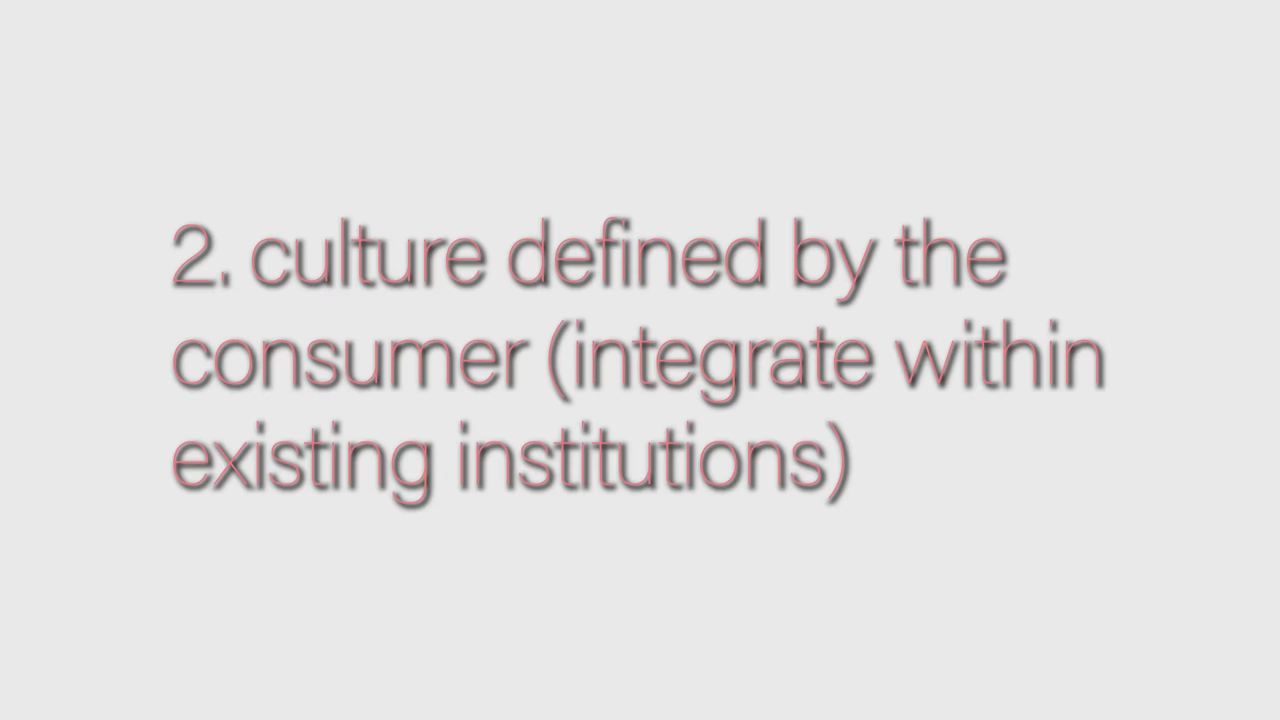 2. culture defined by the
consumer (integrate within
existing institutions)